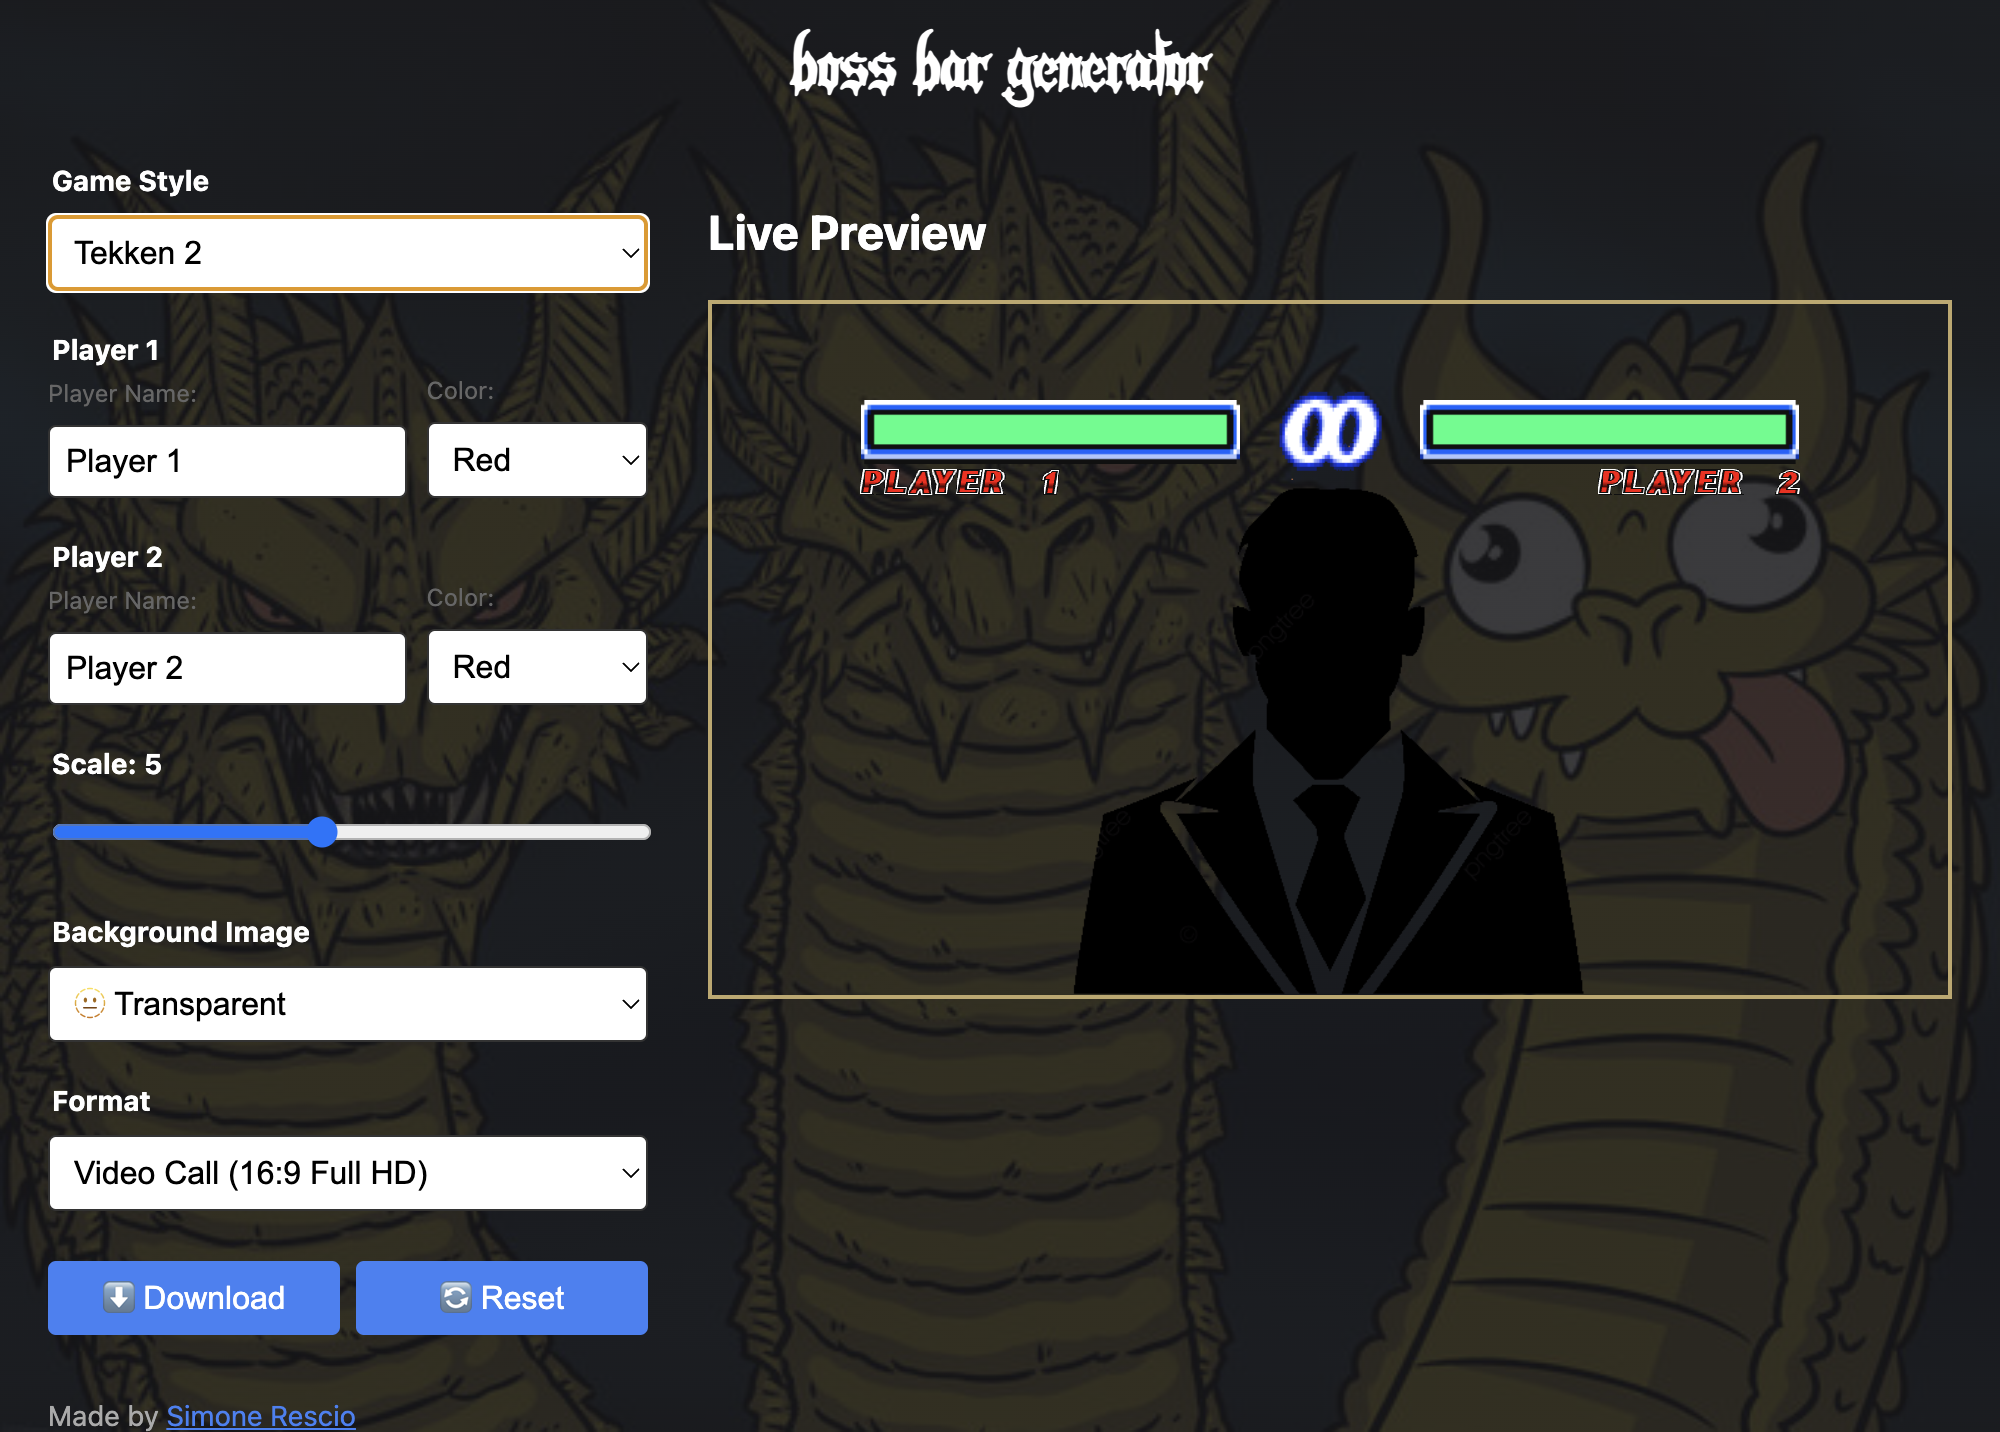 boss bar generator
Game Style
Tekken 2
Player 1
Player Name:
Color:
Player 1
Red
Player 2
Player Name:
Color:
Player 2
Red
Scale: 5
Background Image
Transparent
Format
Video Call (16:9 Full HD)
Download
Reset
Made by Simone Rescio
Live Preview
PLAYER 1
PLAYER 2
pngtree
pngtree